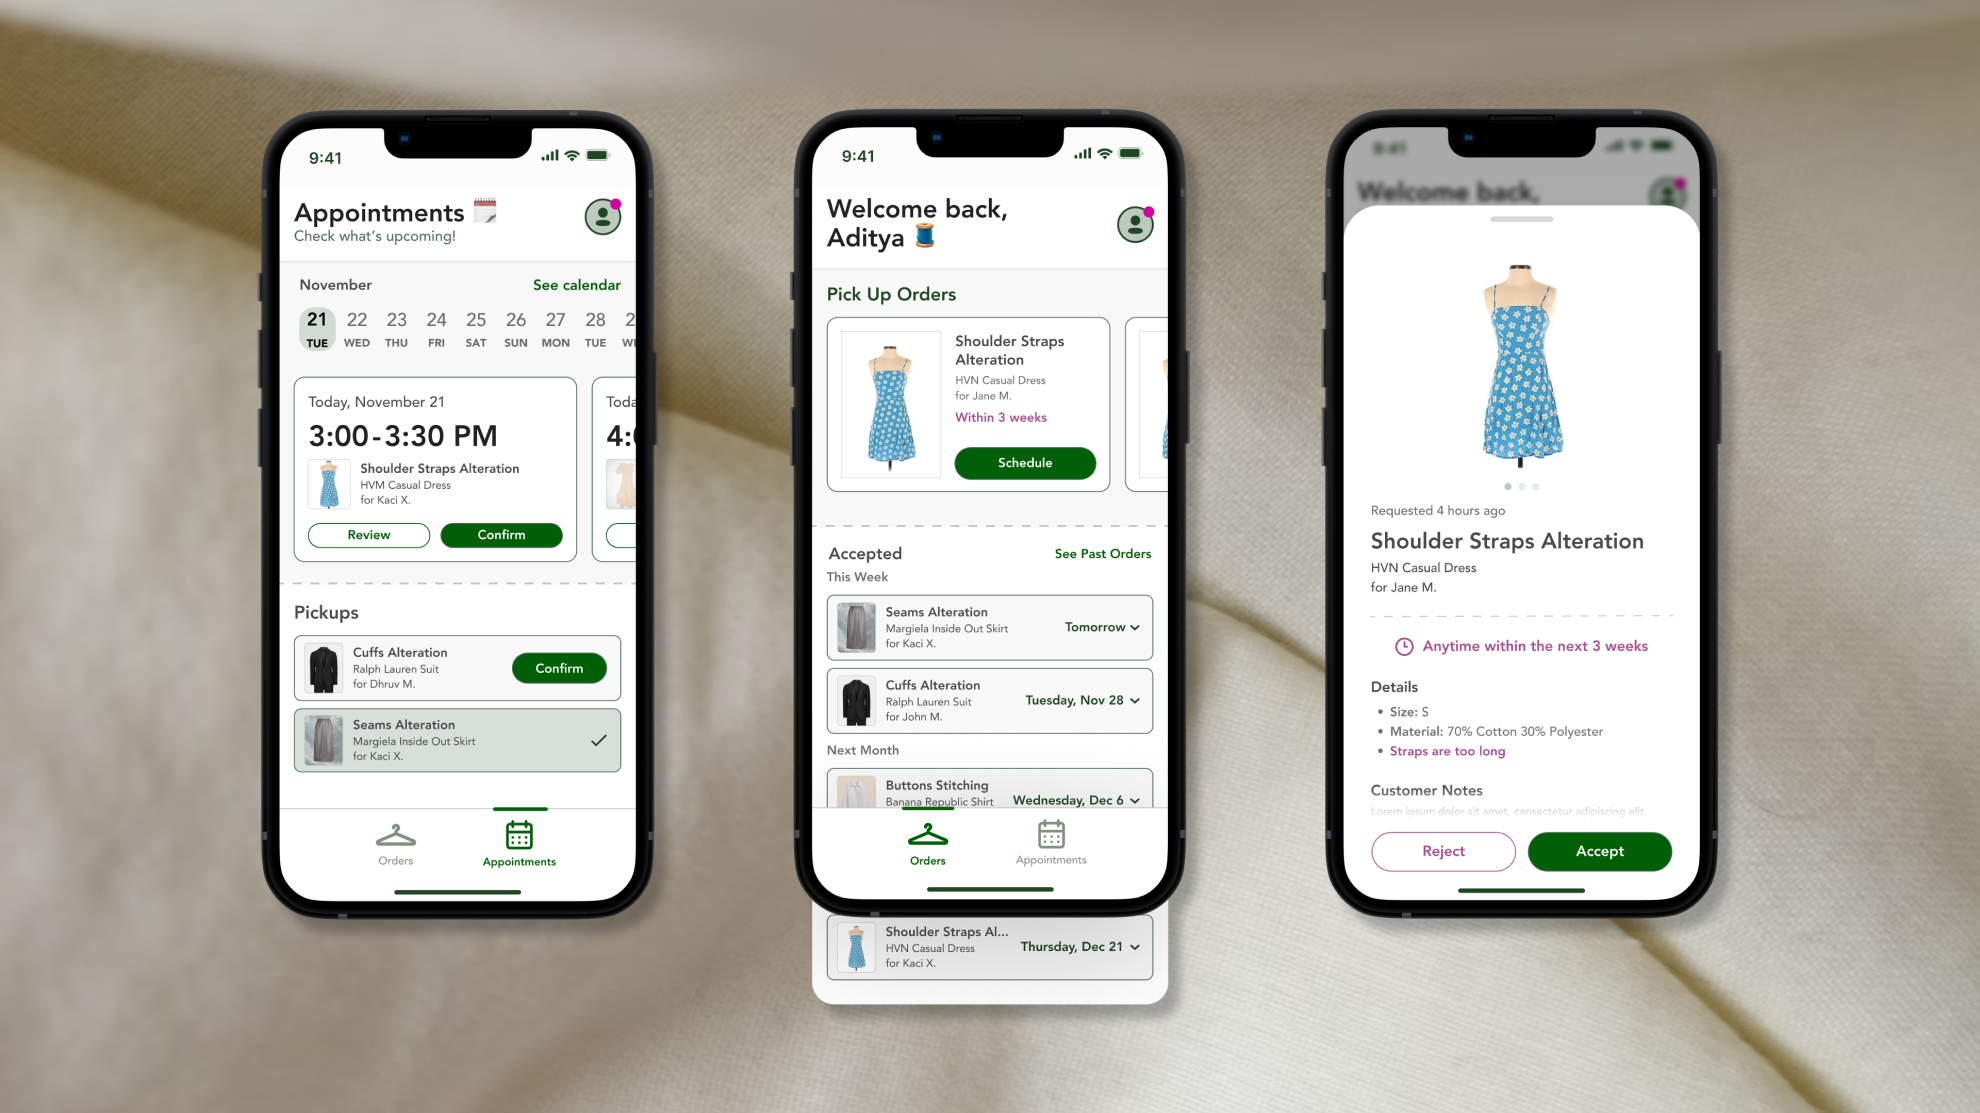 9:41
Appointments
Check what's upcoming!
November
See calendar
21 22 23 24 25 26 27 28 2
TUE WED THU FRI SAT SUN MON TUE
Today, November 21
3:00-3:30 PM
Shoulder Straps Alteration
HVM Casual Dress
for Kaci X.
Review
Confirm
Toda
4:
Pickups
Cuffs Alteration
Ralph Lauren Suit
for Dhruv M.
Confirm
Seams Alteration
Margiela Inside Out Skirt
for Kaci X.
Orders
Appointments
9:41
Welcome back,
Aditya
Pick Up Orders
Shoulder Straps
Alteration
HVN Casual Dress
for Jane M.
Within 3 weeks
Schedule
Accepted
See Past Orders
This Week
Seams Alteration
Margiela Inside Out Skirt
for Kaci X.
Tomorrow
Cuffs Alteration
Ralph Lauren Suit
for John M.
Tuesday, Nov 28
Next Month
Buttons Stitching
Banana Republic Shirt
Wednesday, Dec 6
Orders
Appointments
Shoulder Straps Al...
HVN Casual Dress
for Kaci X.
Thursday, Dec 21
9:41
Welcome back,
Requested 4 hours ago
Shoulder Straps Alteration
HVN Casual Dress
for Jane M.
Anytime within the next 3 weeks
Details
• Size: S
• Material: 70% Cotton 30% Polyester
• Straps are too long
Customer Notes
Lorem ipsum dolor sit amet, consectetur adipiscing elit.
Reject
Accept